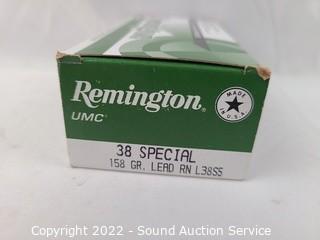 Remington
UMC
MADE
IN U.S.A.
38 SPECIAL
158 GR. LEAD RN L38S5
Copyright © 2022 - Sound Auction Service